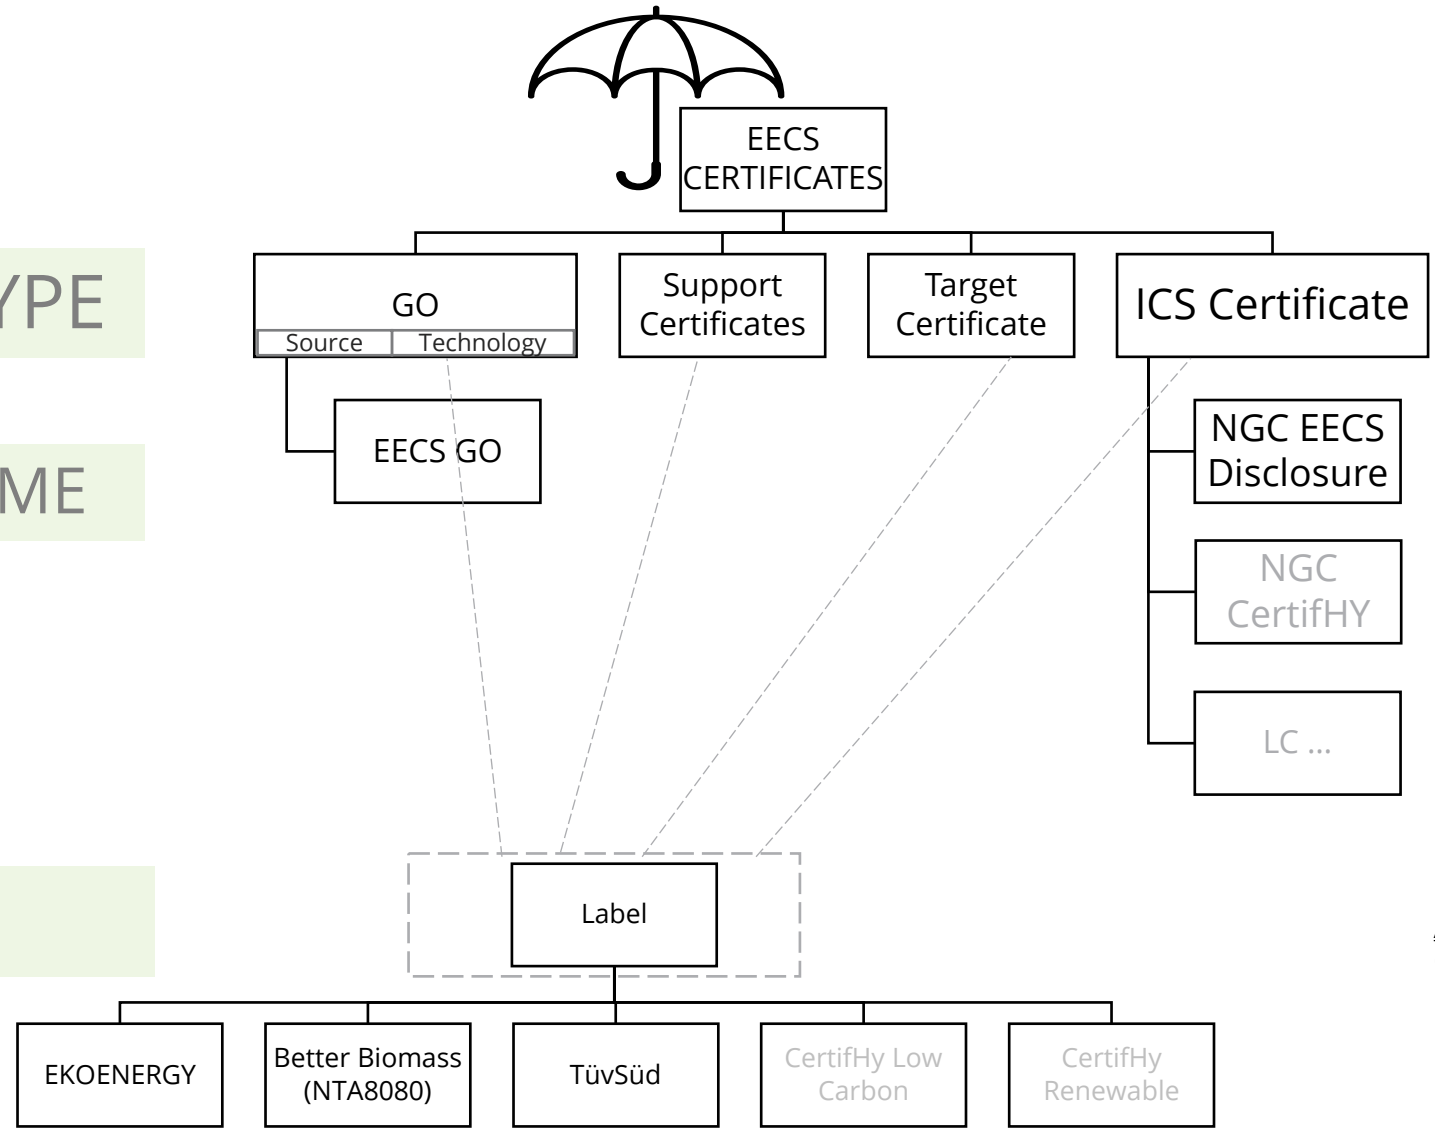 EECS
CERTIFICATES
YPE
GO
Source
Technology
Support
Certificates
Target
Certificate
ICS Certificate
ME
EECS GO
NGC EECS
Disclosure
NGC
CertifHY
LC ...
Label
EKOENERGY
Better Biomass
(NTA8080)
TüvSüd
CertifHy Low
Carbon
CertifHy
Renewable